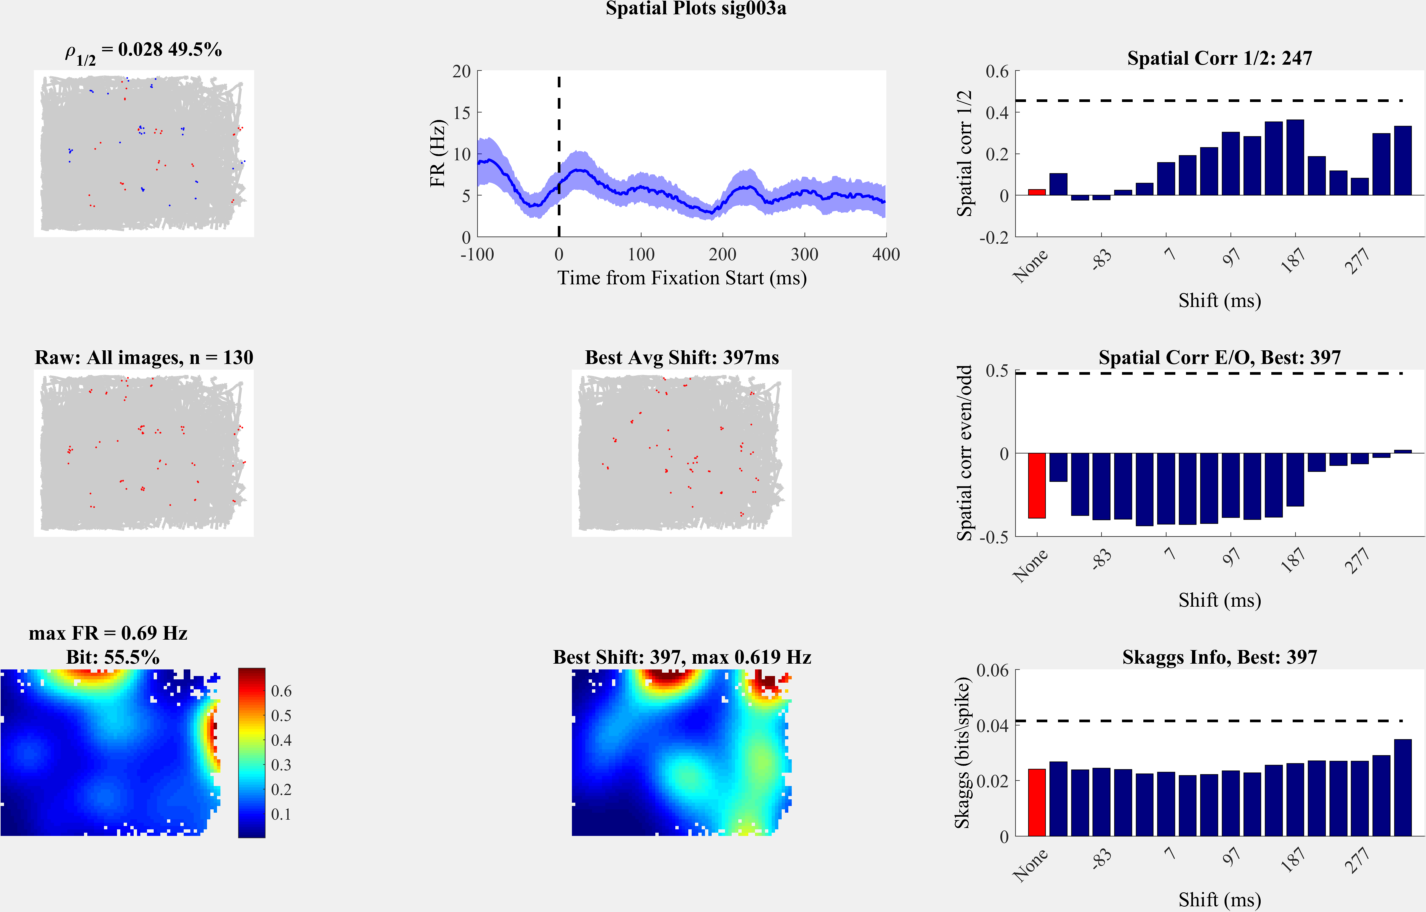 Spatial Plots sig003a
ρ1/2 = 0.028 49.5%
20
15
10
5
0
FR (Hz)
-100 0 100 200 300 400
Time from Fixation Start (ms)
Spatial Corr 1/2: 247
0.6
0.4
0.2
0
-0.2
Spatial corr 1/2
None -83 7 97 187 277
Shift (ms)
Raw: All images, n = 130
Best Avg Shift: 397ms
Spatial Corr E/O, Best: 397
0.5
0
-0.5
Spatial corr even/odd
None -83 7 97 187 277
Shift (ms)
max FR = 0.69 Hz
Bit: 55.5%
0.6
0.5
0.4
0.3
0.2
0.1
Best Shift: 397, max 0.619 Hz
Skaggs Info, Best: 397
0.06
0.04
0.02
0
Skaggs (bits\spike)
None -83 7 97 187 277
Shift (ms)